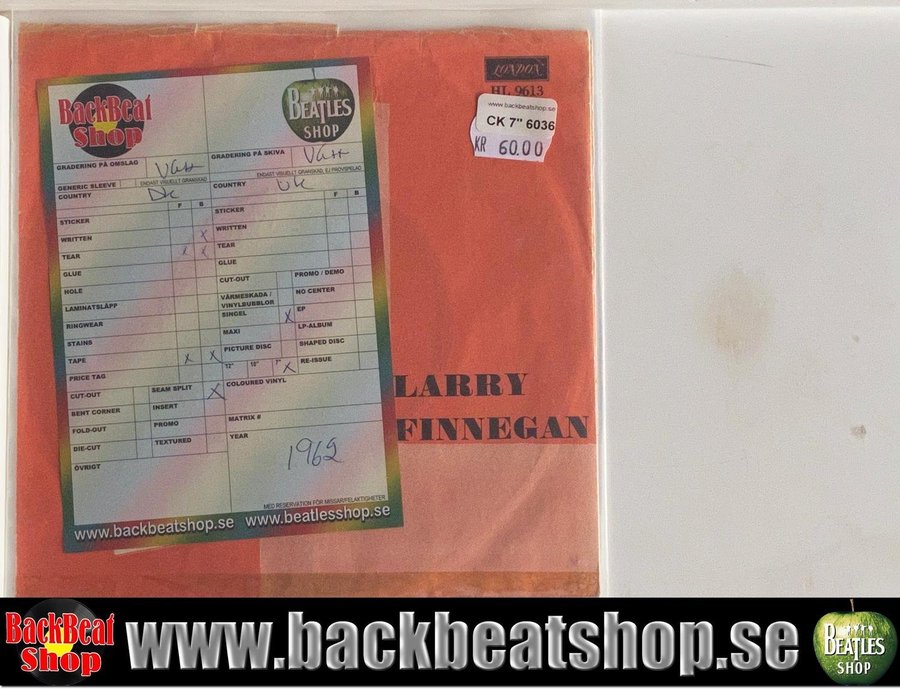 LONDON
HL 9613
www.backbeatshop.se
CK 7" 6036
KR 60.00
BackBeat
Shop
BEATLES
SHOP
GRADERING PÅ OMSLAG VG++
GRADERING PÅ SKIVA VG++
ENDAST VISUELLT GRANSKAD
ENDAST VISUELLT GRANSKAD, EJ PROVSPELAD
GENERIC SLEEVE
COUNTRY DK
F B
STICKER
WRITTEN X
TEAR X X
GLUE
HOLE
LAMINATSLÄPP
RINGWEAR
STAINS
TAPE X X
PRICE TAG
CUT-OUT
SEAM SPLIT X
BENT CORNER
INSERT
FOLD-OUT
PROMO
DIE-CUT
TEXTURED
ÖVRIGT
COUNTRY UK
F B
STICKER
WRITTEN
TEAR
GLUE
CUT-OUT
PROMO / DEMO
VÄRMESKADA /
VINYLBUBBLOR
NO CENTER
SINGEL X
EP
MAXI
LP-ALBUM
PICTURE DISC
SHAPED DISC
12" 10" 7" X
RE-ISSUE
COLOURED VINYL
MATRIX #
YEAR
1962
MED RESERVATION FÖR MISSAR/FELAKTIGHETER
www.backbeatshop.se www.beatlesshop.se
LARRY
FINNEGAN
BackBeat
Shop
www.backbeatshop.se
BEATLES
SHOP